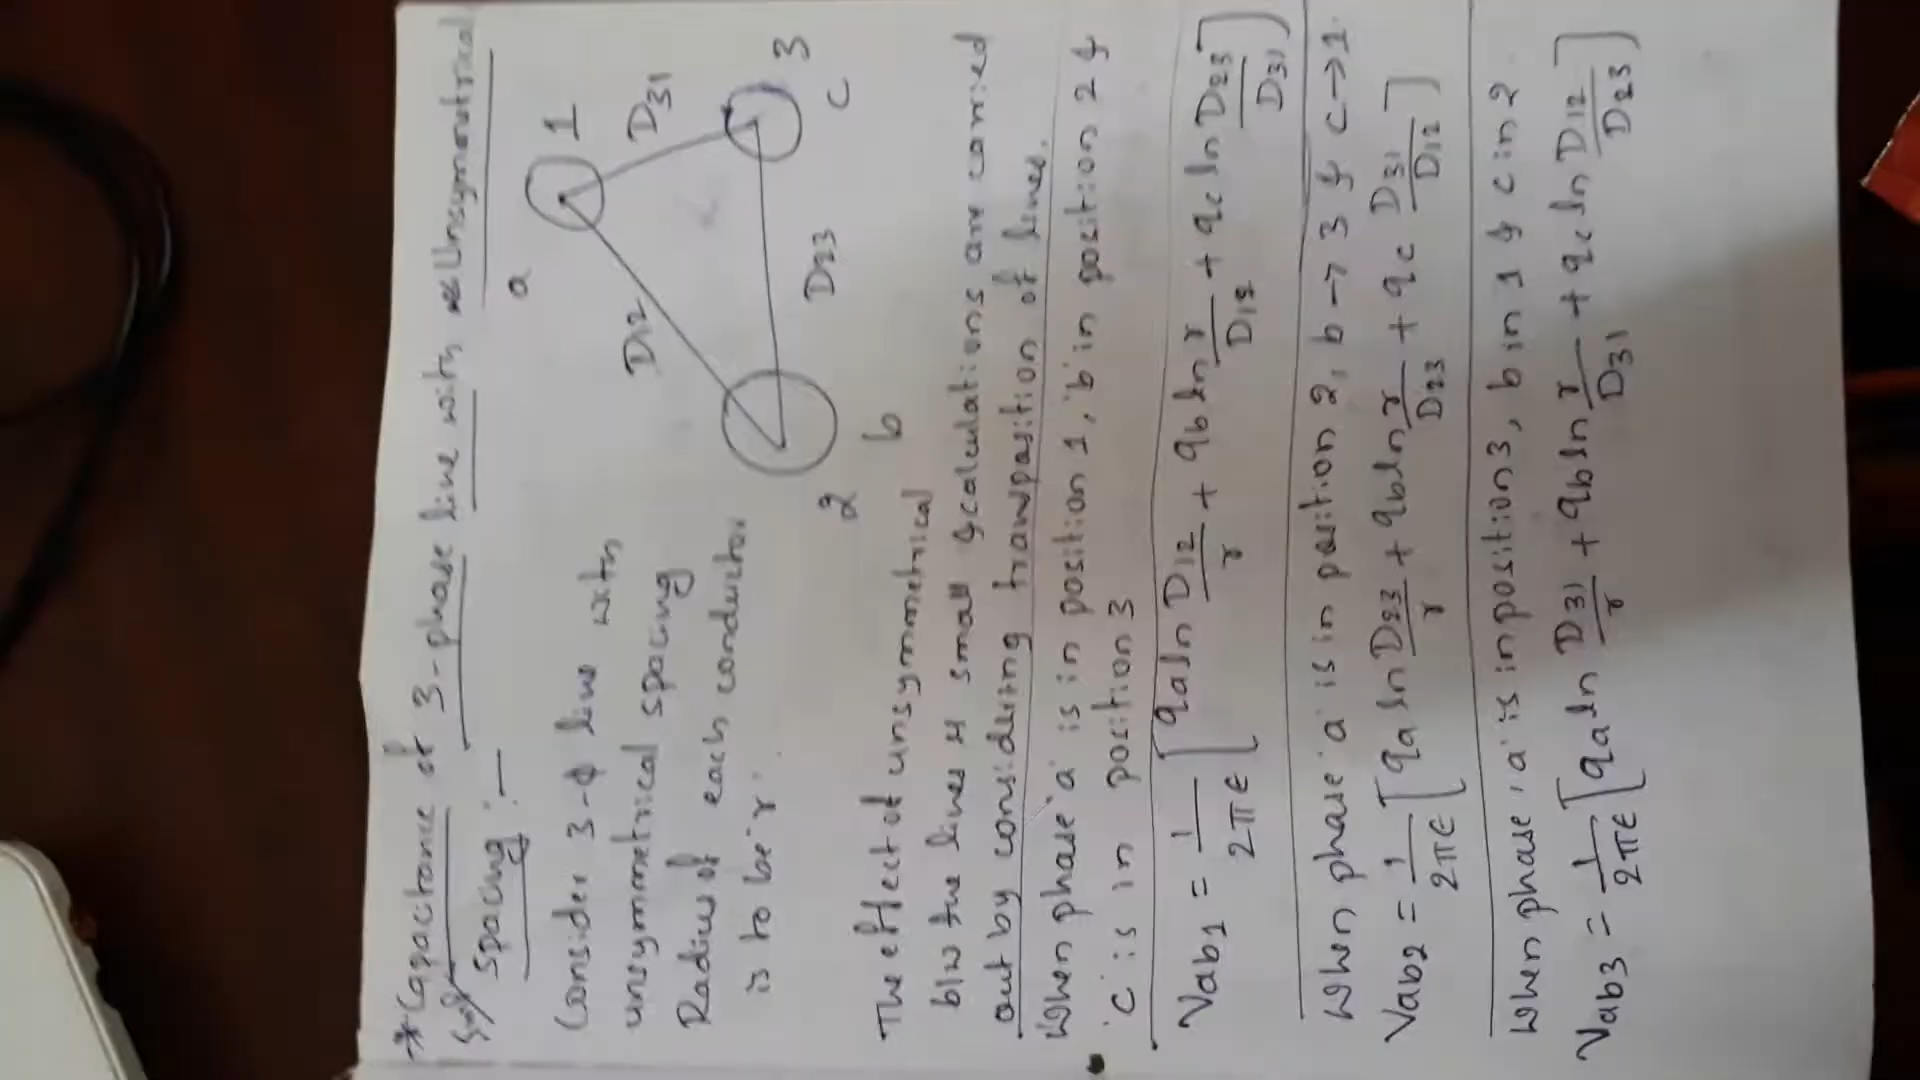 *Capacitance of 3-phase line with Unsymmetrical
spacing :-
Consider 3-ϕ line with
unsymmetrical spacing
Radius of each conductor
is to be 'r'.
a
1
D12
D31
2
b
D23
3
c
The effect of unsymmetrical
b/w the lines is small & calculations are carried
out by considering transposition of lines.
When phase 'a' is in position 1, 'b' in position 2 &
'c' is in position 3
Vab1 = 1/2πϵ [qa ln D12/r + qb ln r/D12 + qc ln D23/D31]
When phase 'a' is in position 2, b → 3 & c → 1.
Vab2 = 1/2πϵ [qa ln D23/r + qb ln r/D23 + qc D31/D12]
When phase 'a' is in position 3, b in 1 & c in 2
Vab3 = 1/2πϵ [qa ln D31/r + qb ln r/D31 + qc ln D12/D23]